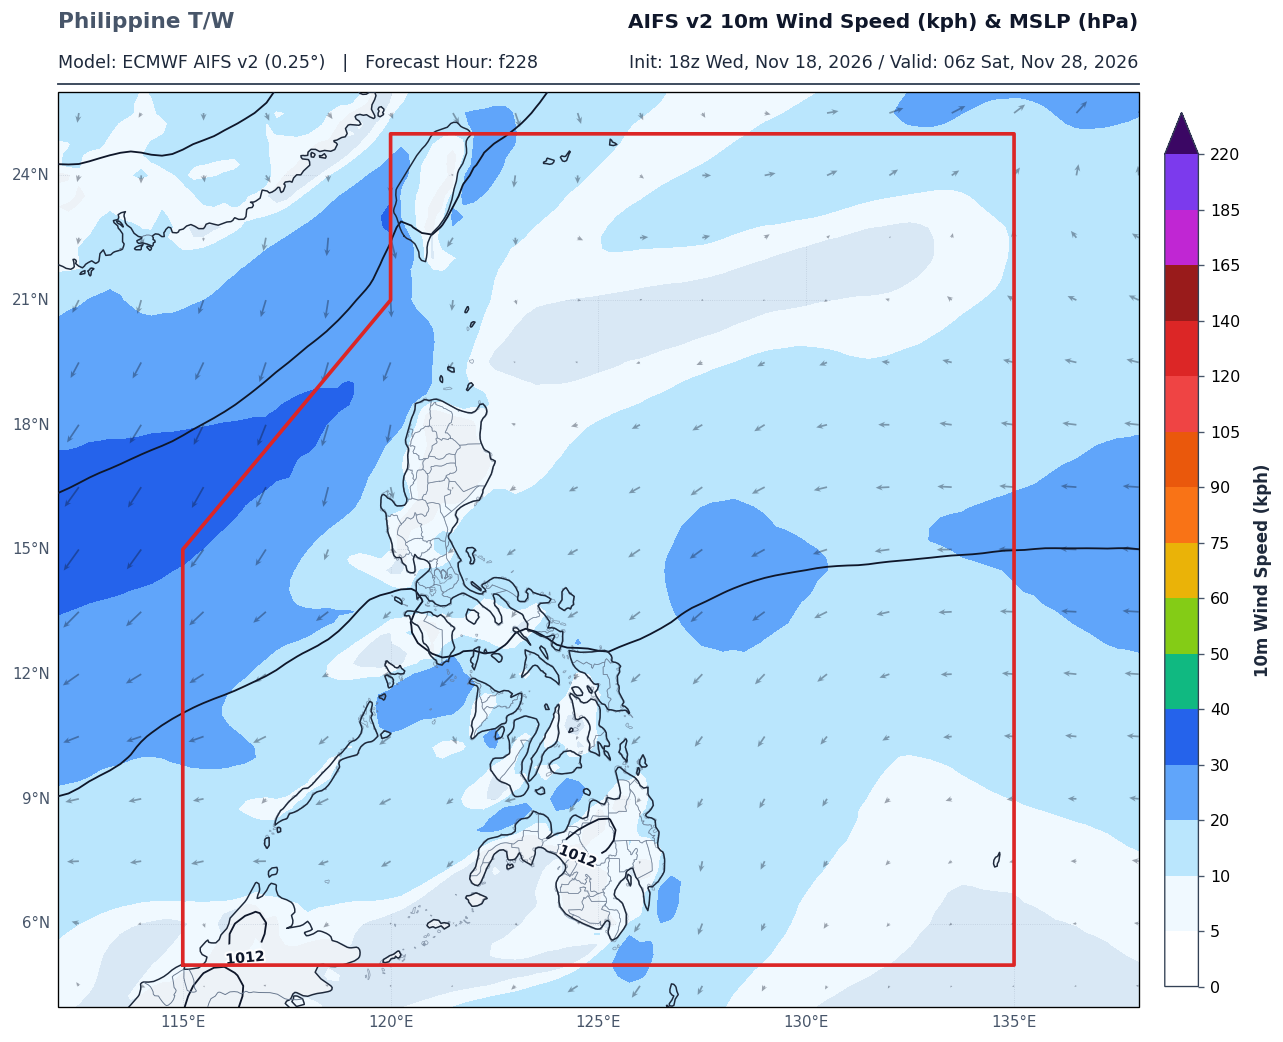 Philippine T/W
AIFS v2 10m Wind Speed (kph) & MSLP (hPa)
Model: ECMWF AIFS v2 (0.25°) | Forecast Hour: f228
Init: 18z Wed, Nov 18, 2026 / Valid: 06z Sat, Nov 28, 2026
24°N
21°N
18°N
15°N
12°N
9°N
6°N
115°E
120°E
125°E
130°E
135°E
1012
1012
220
185
165
140
120
105
90
75
60
50
40
30
20
10
5
0
10m Wind Speed (kph)